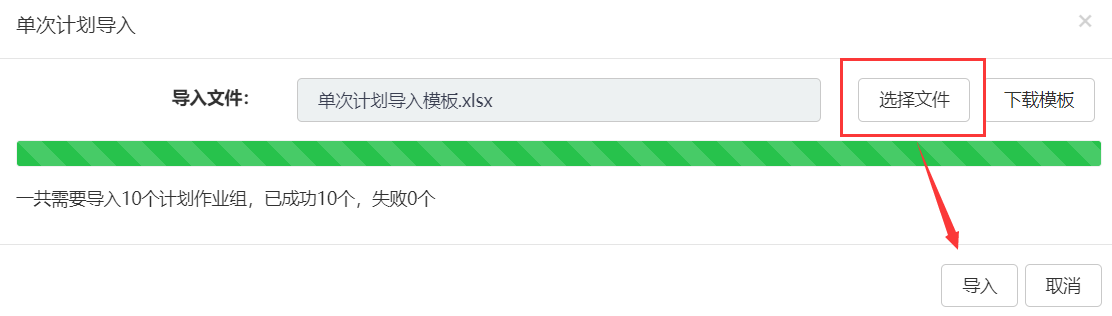 单次计划导入 ×
导入文件: 单次计划导入模板.xlsx 选择文件 下载模板
一共需要导入10个计划作业组，已成功10个，失败0个
导入 取消